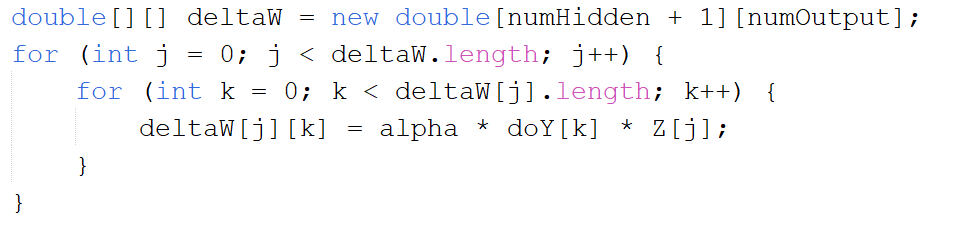 double[][] deltaW = new double[numHidden + 1][numOutput];
for (int j = 0; j < deltaW.length; j++) {
    for (int k = 0; k < deltaW[j].length; k++) {
        deltaW[j][k] = alpha * doY[k] * Z[j];
    }
}